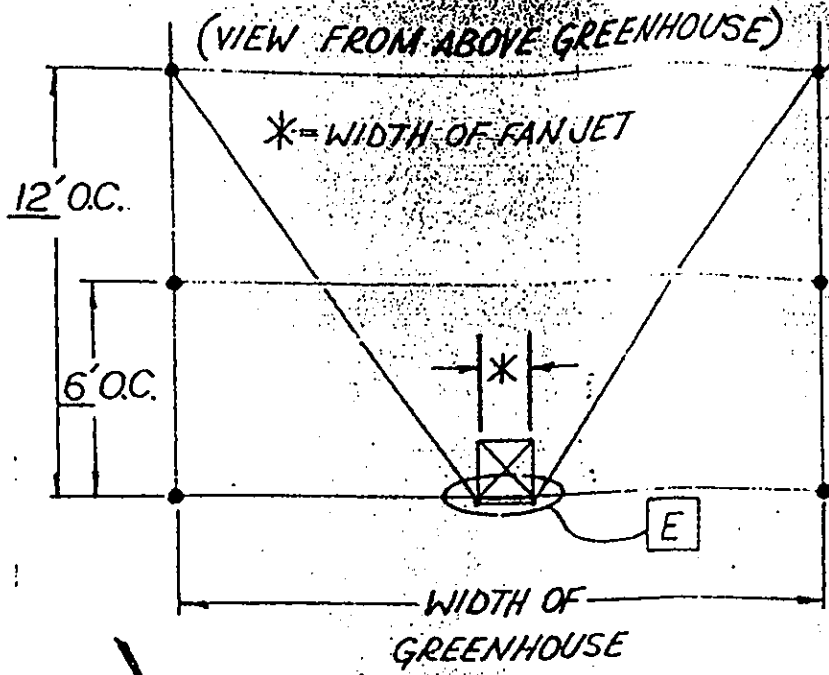 (VIEW FROM ABOVE GREENHOUSE)
*=WIDTH OF FAN JET
12' O.C.
*
6' O.C.
E
WIDTH OF
GREENHOUSE